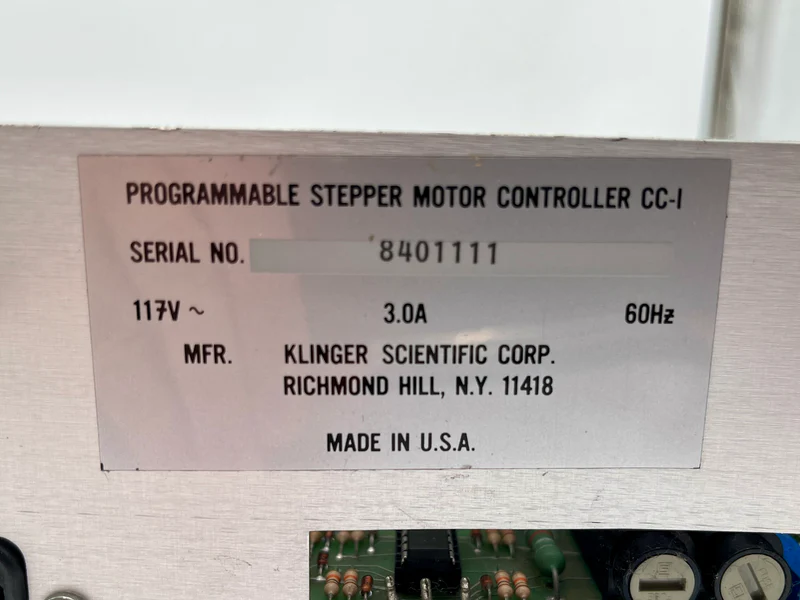 PROGRAMMABLE STEPPER MOTOR CONTROLLER CC-I
SERIAL NO. 8401111
117V ~ 3.0A 60Hz
MFR. KLINGER SCIENTIFIC CORP.
RICHMOND HILL, N.Y. 11418
MADE IN U.S.A.